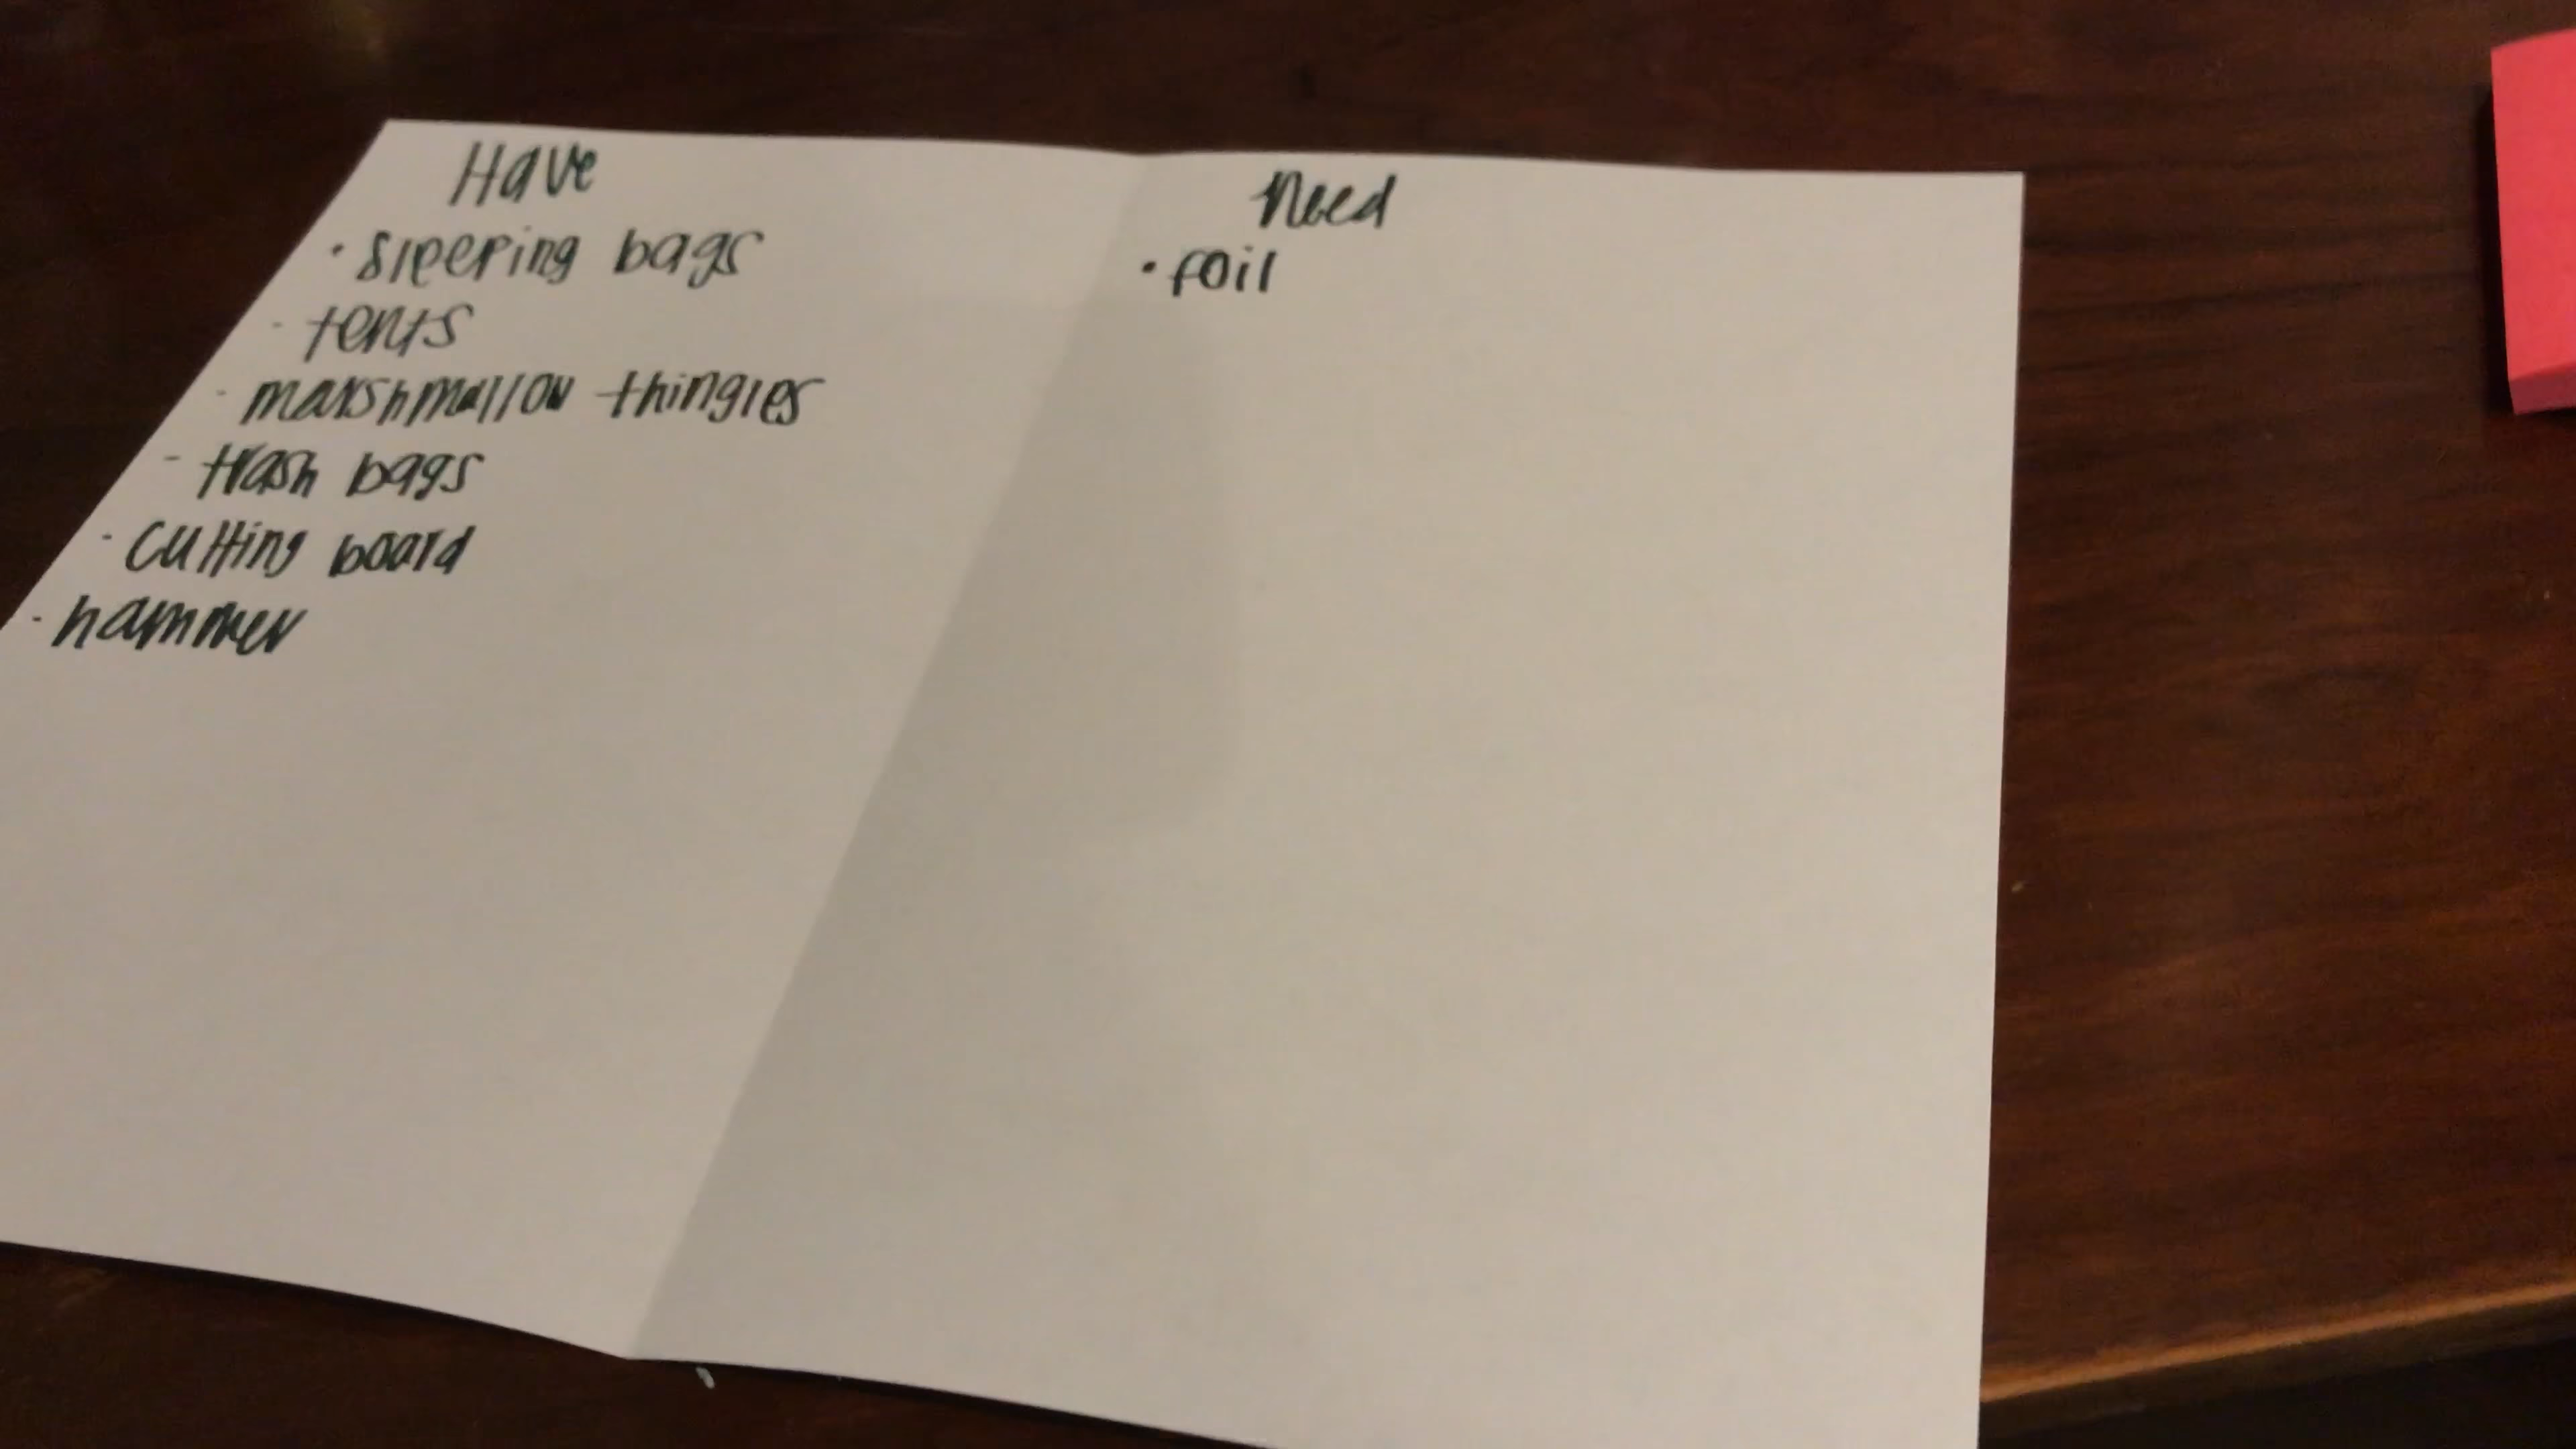 Have
• sleeping bags
- tents
- marshmallow thingies
- trash bags
- cutting board
- hammer
Need
• foil